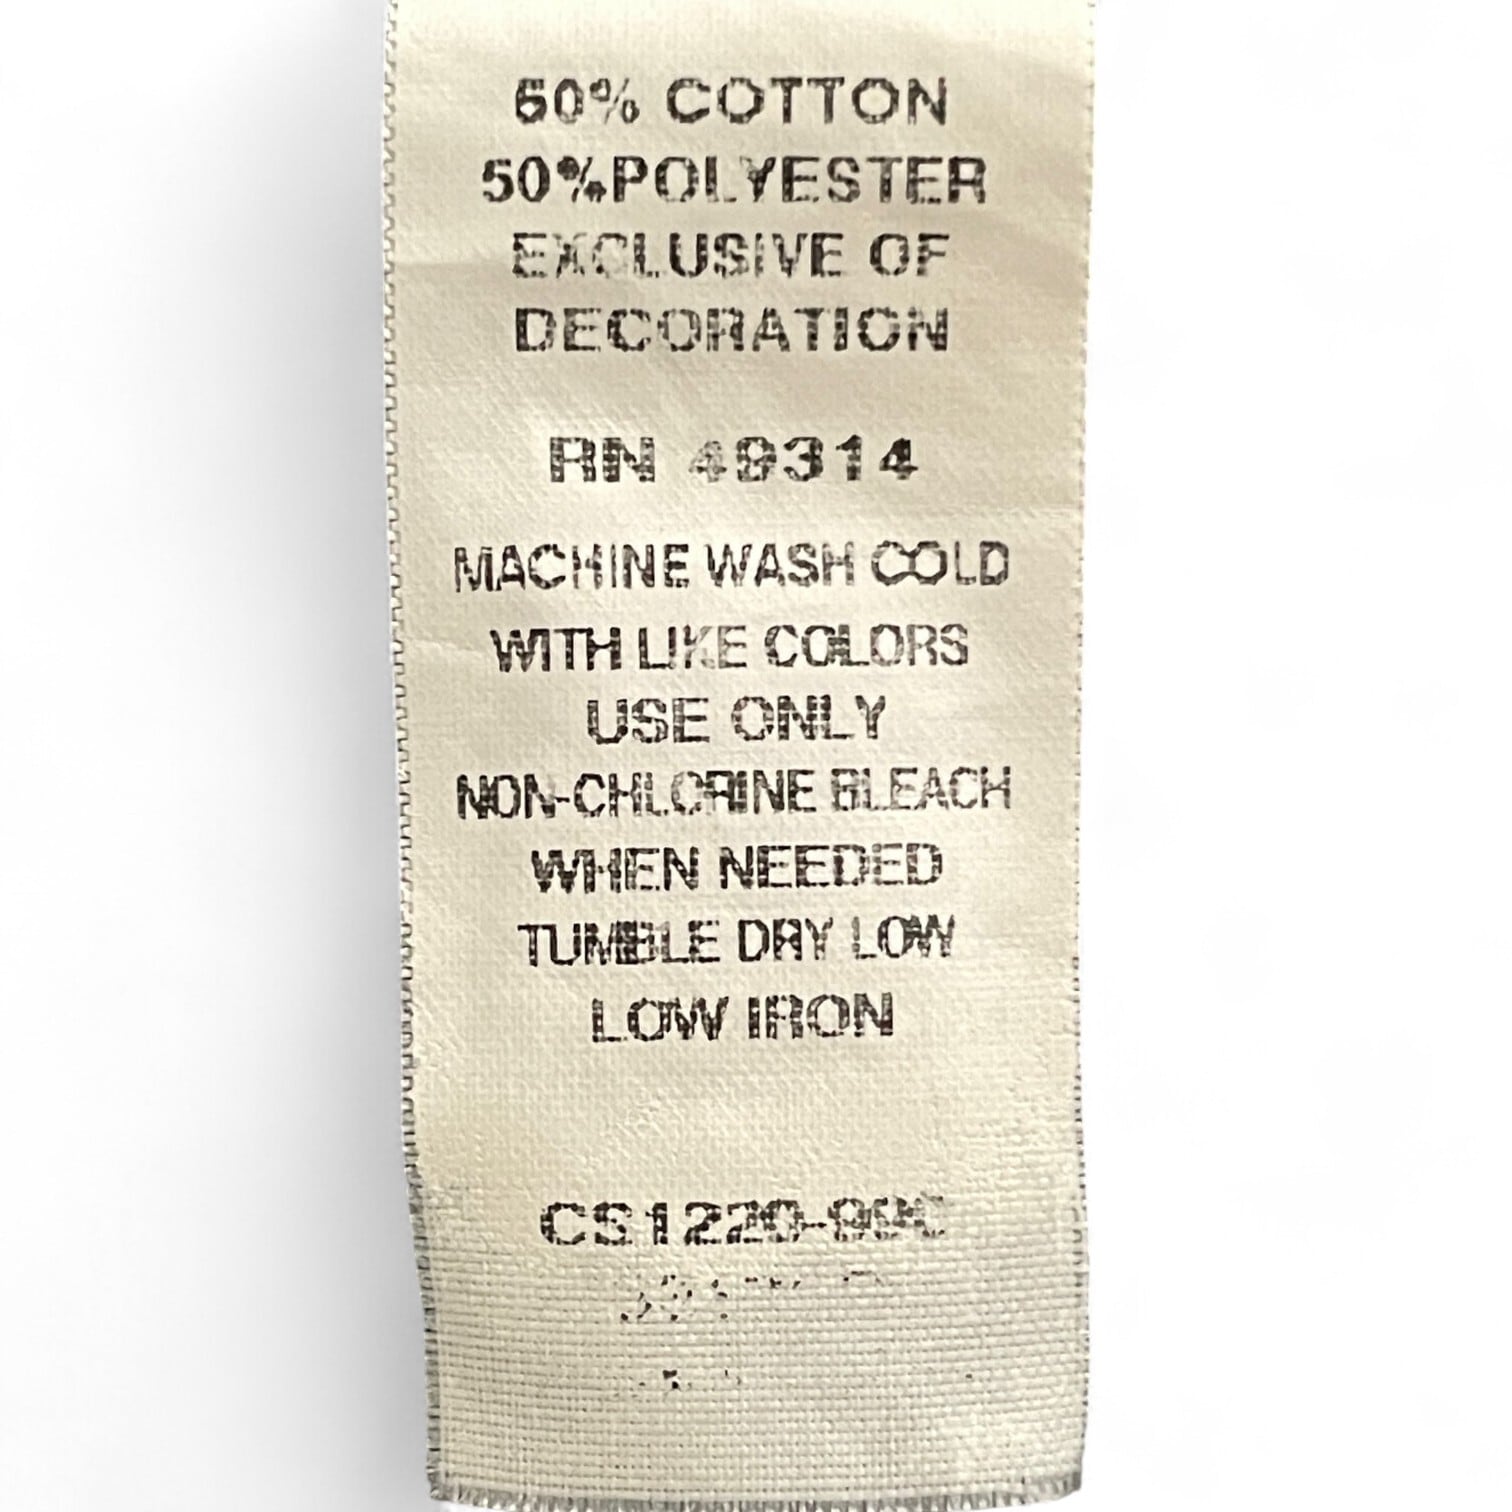 50% COTTON
50% POLYESTER
EXCLUSIVE OF
DECORATION
RN 49314
MACHINE WASH COLD
WITH LIKE COLORS
USE ONLY
NON-CHLORINE BLEACH
WHEN NEEDED
TUMBLE DRY LOW
LOW IRON